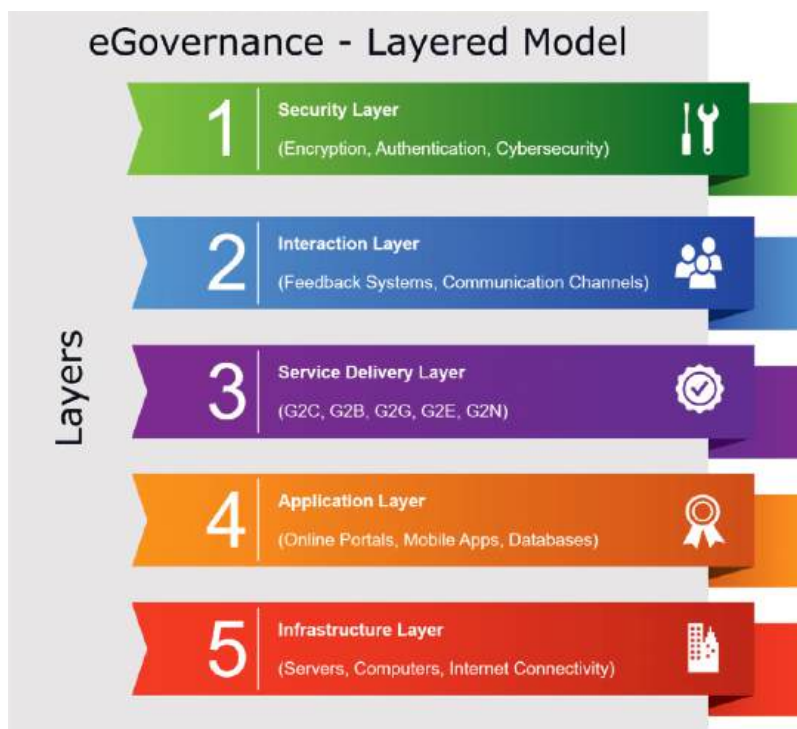 eGovernance - Layered Model
Layers
1
Security Layer
(Encryption, Authentication, Cybersecurity)
2
Interaction Layer
(Feedback Systems, Communication Channels)
3
Service Delivery Layer
(G2C, G2B, G2G, G2E, G2N)
4
Application Layer
(Online Portals, Mobile Apps, Databases)
5
Infrastructure Layer
(Servers, Computers, Internet Connectivity)